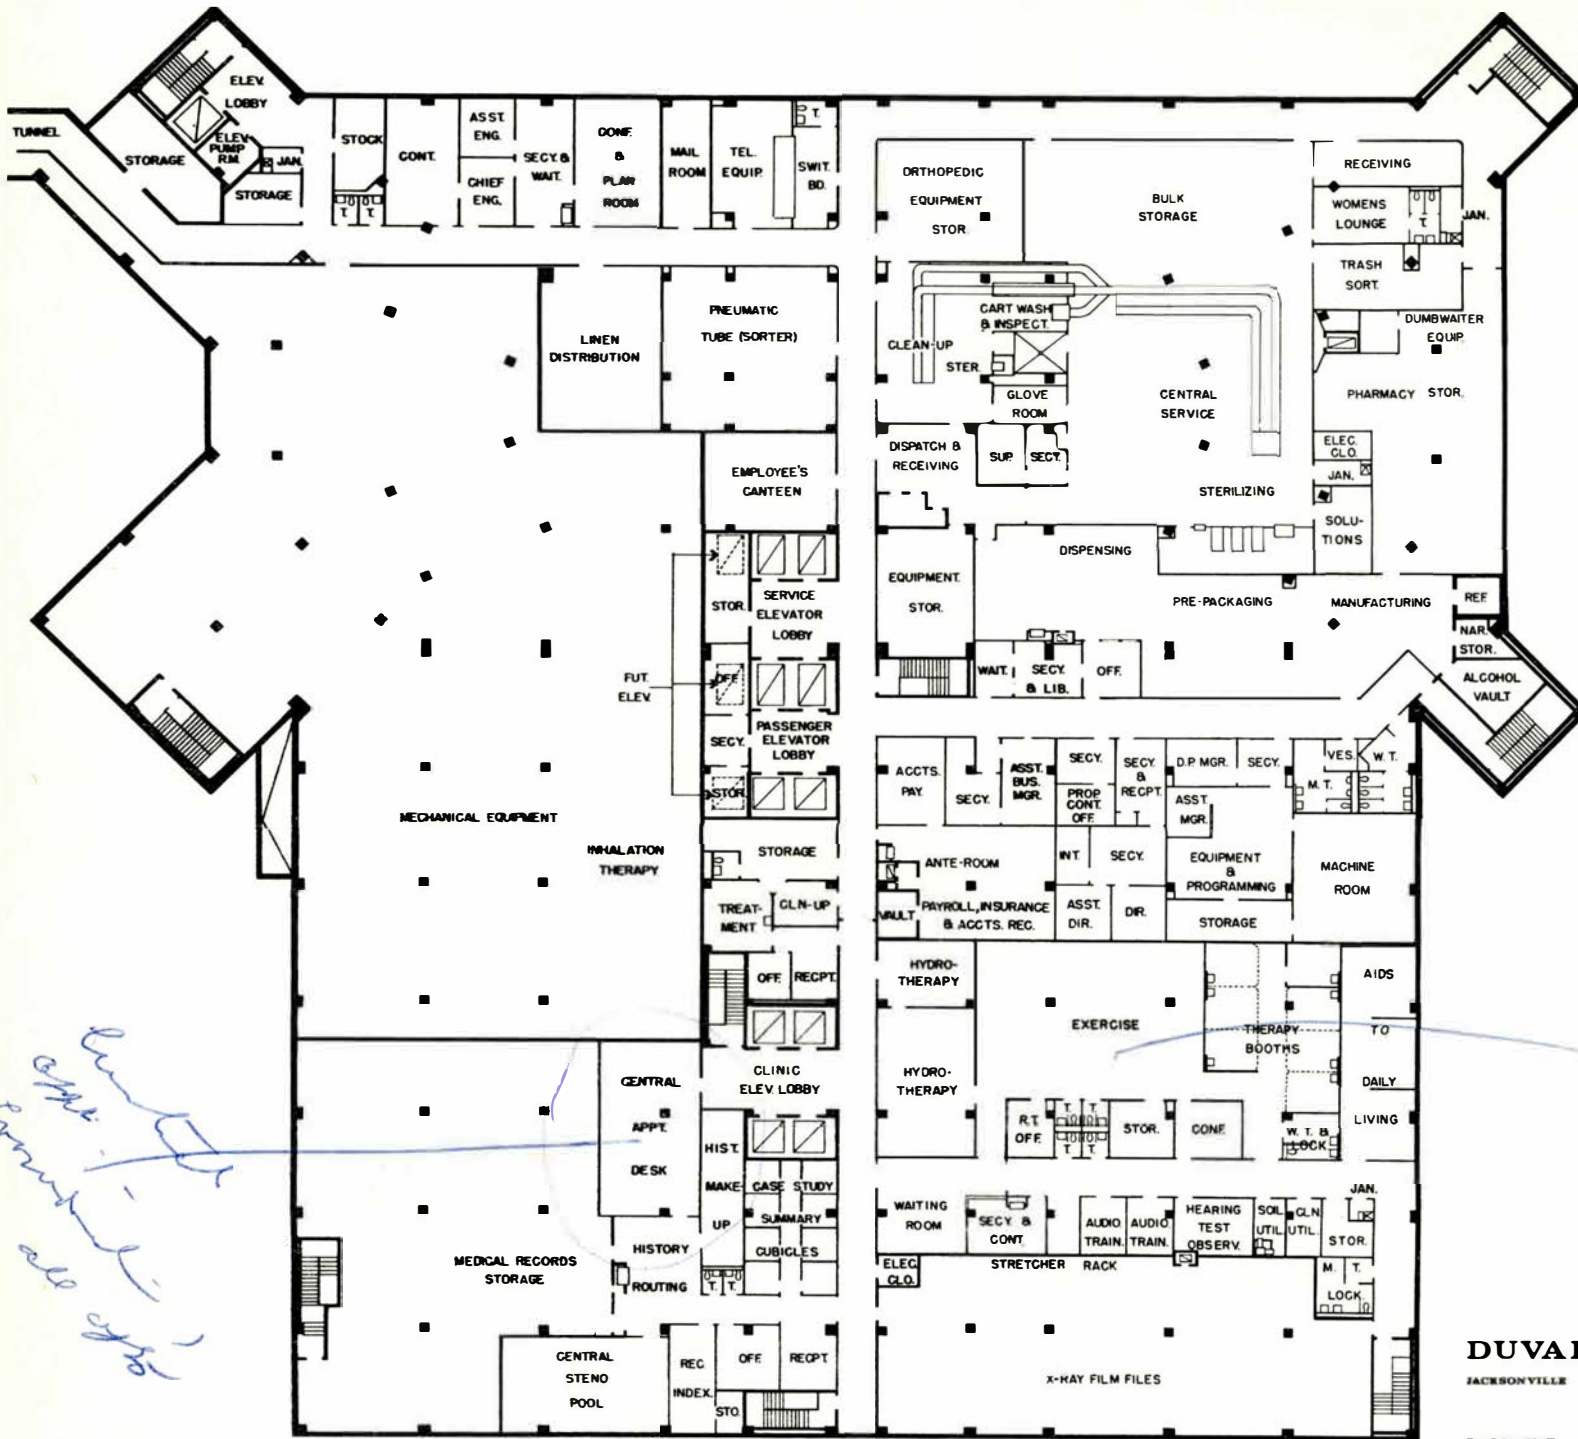 ELEV.
LOBBY
TUNNEL
STORAGE
ELEV.
PUMP
RM.
JAN.
STORAGE
STOCK
T.
T.
CONT.
ASST.
ENG.
CHIEF
ENG.
SECY. &
WAIT.
CONF.
&
PLAN
ROOM
MAIL
ROOM
TEL.
EQUIP.
T.
SWIT.
BD.
ORTHOPEDIC
EQUIPMENT
STOR.
BULK
STORAGE
RECEIVING
WOMENS
LOUNGE
T.
JAN.
TRASH
SORT.
LINEN
DISTRIBUTION
PNEUMATIC
TUBE (SORTER)
CART WASH
& INSPECT.
CLEAN-UP
STER.
GLOVE
ROOM
CENTRAL
SERVICE
DUMBWAITER
EQUIP.
PHARMACY STOR.
EMPLOYEE'S
CANTEEN
DISPATCH &
RECEIVING
SUP.
SECY.
STERILIZING
ELEC.
CLO.
JAN.
SOLU-
TIONS
STOR.
SERVICE
ELEVATOR
LOBBY
EQUIPMENT
STOR.
DISPENSING
PRE-PACKAGING
MANUFACTURING
REF.
NAR.
STOR.
ALCOHOL
VAULT
FUT.
ELEV.
OFF.
SECY.
STOR.
PASSENGER
ELEVATOR
LOBBY
WAIT.
SECY.
& LIB.
OFF.
ACCTS.
PAY.
SECY.
ASST.
BUS.
MGR.
SECY.
PROP.
CONT.
OFF.
SECY.
&
RECPT.
D.P. MGR.
SECY.
ASST.
MGR.
VES.
W. T.
M. T.
MECHANICAL EQUIPMENT
INHALATION
THERAPY
STORAGE
TREAT-
MENT
CLN-UP
OFF.
RECPT.
ANTE-ROOM
VAULT
PAYROLL, INSURANCE
& ACCTS. REC.
INT.
SECY.
ASST.
DIR.
DIR.
EQUIPMENT
&
PROGRAMMING
STORAGE
MACHINE
ROOM
HYDRO-
THERAPY
HYDRO-
THERAPY
EXERCISE
THERAPY
BOOTHS
AIDS
TO
DAILY
LIVING
CENTRAL
APPT.
DESK
CLINIC
ELEV. LOBBY
R.T.
OFF.
T.
T.
T.
T.
STOR.
CONF.
W. T. &
LOCK.
HIST.
MAKE-
UP
CASE STUDY
SUMMARY
CUBICLES
T.
T.
MEDICAL RECORDS
STORAGE
HISTORY
ROUTING
WAITING
ROOM
SECY. &
CONT.
AUDIO.
TRAIN.
AUDIO.
TRAIN.
HEARING
TEST
OBSERV.
SOIL
UTIL.
CLN.
UTIL.
JAN.
STOR.
ELEC.
CLO.
STRETCHER RACK
M. T.
LOCK.
CENTRAL
STENO
POOL
REC.
INDEX.
OFF.
RECPT.
STO.
X-RAY FILM FILES
JACKSONVILLE